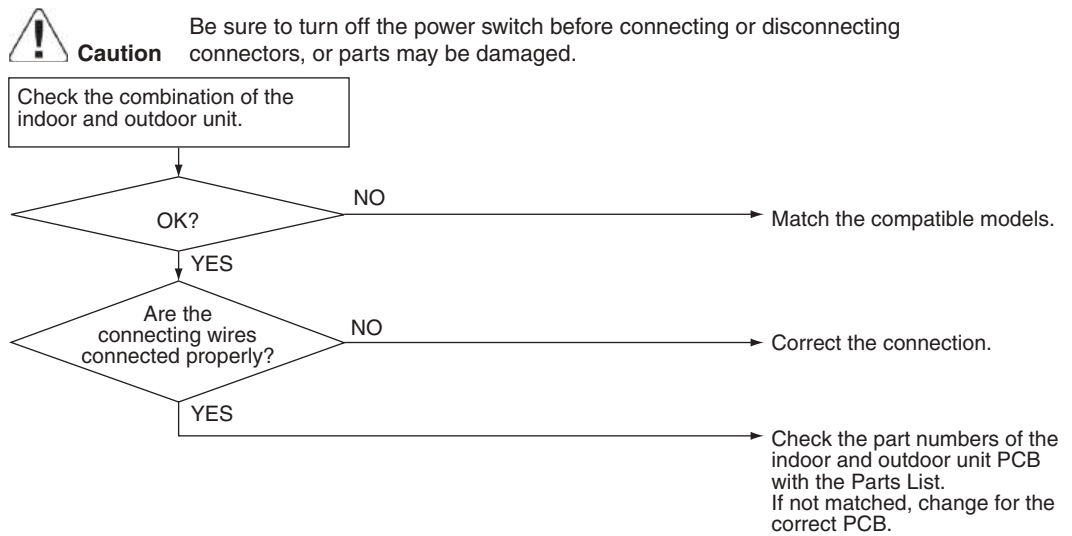 Be sure to turn off the power switch before connecting or disconnecting
Caution connectors, or parts may be damaged.
Check the combination of the
indoor and outdoor unit.
OK?
NO
Match the compatible models.
YES
Are the
connecting wires
connected properly?
NO
Correct the connection.
YES
Check the part numbers of the
indoor and outdoor unit PCB
with the Parts List.
If not matched, change for the
correct PCB.